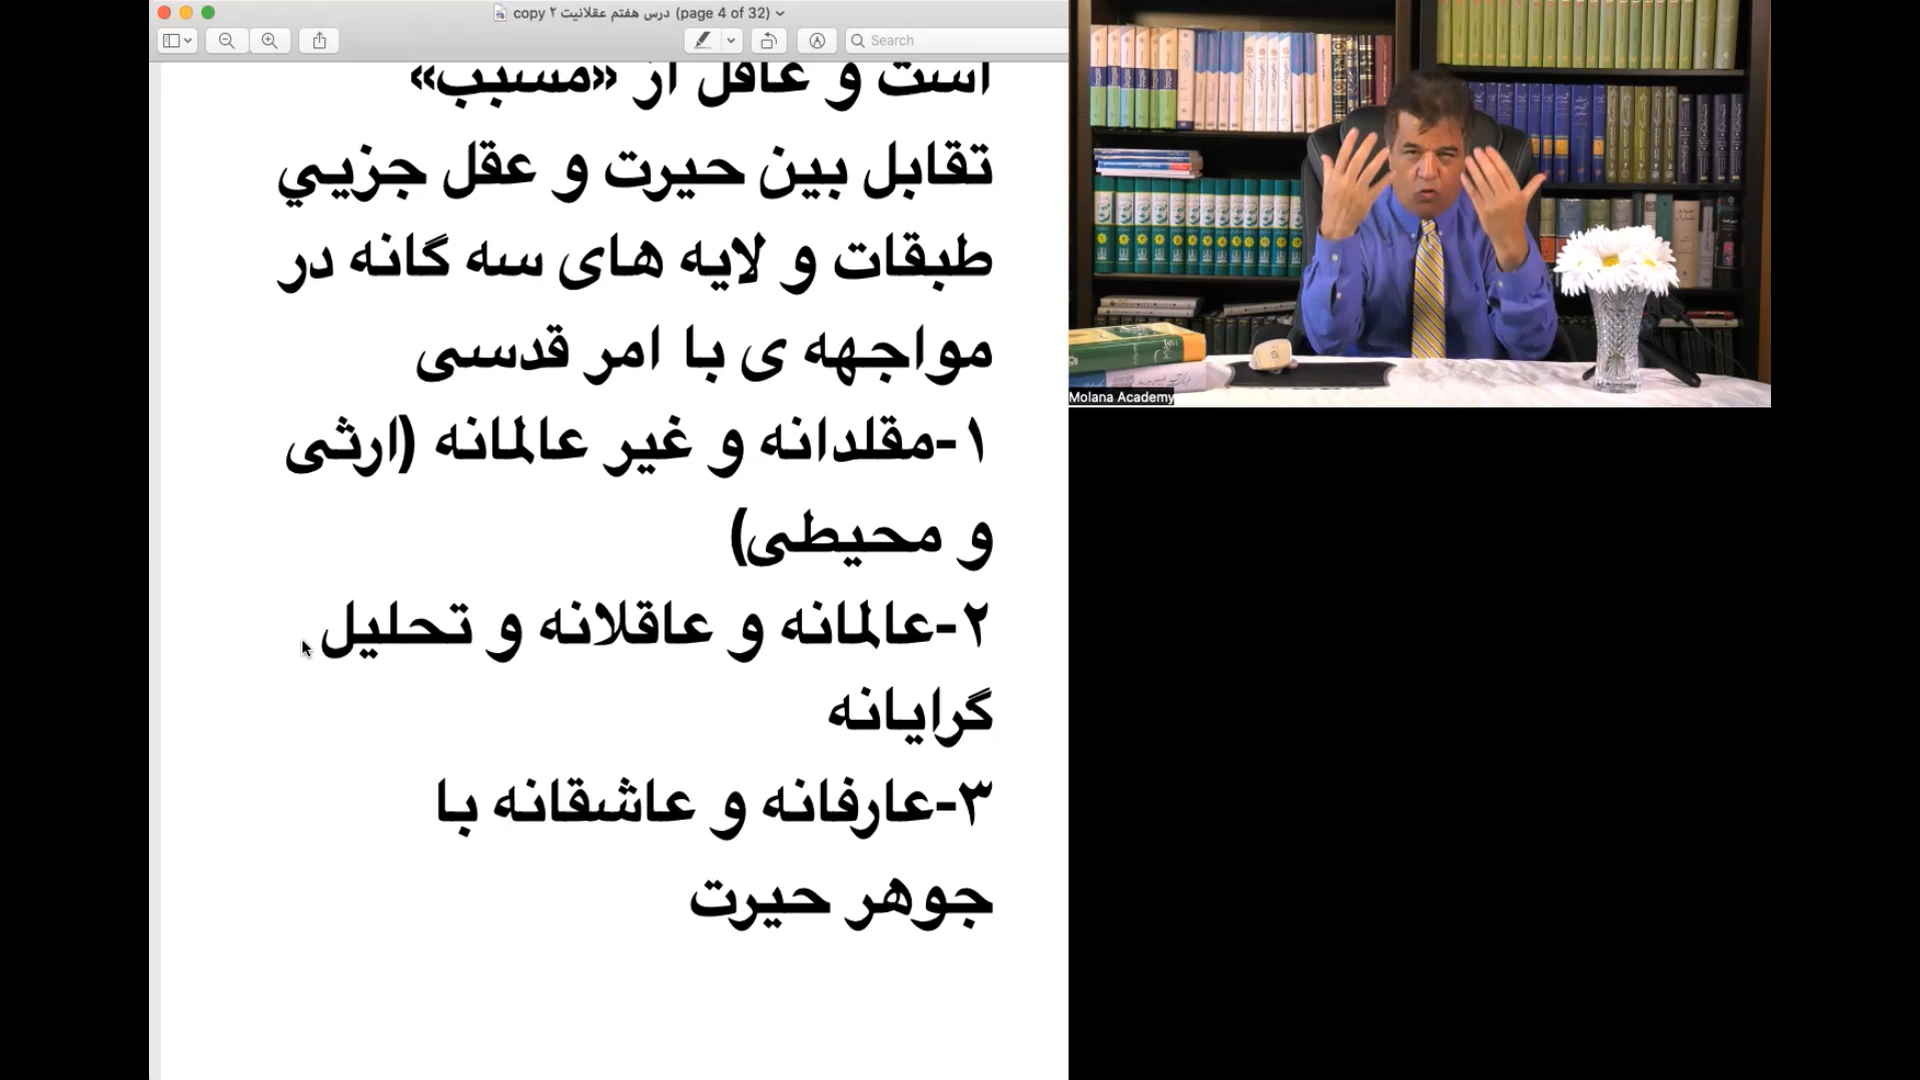 copy ۲ درس هفتم عقلانیت (page 4 of 32)
Search
است و غافل از «مسبب»
تقابل بین حیرت و عقل جزیي
طبقات و لایه های سه گانه در
مواجهه ی با امر قدسی
۱-مقلدانه و غیر عالمانه (ارثی
و محیطی)
۲-عالمانه و عاقلانه و تحلیل
گرایانه
۳-عارفانه و عاشقانه با
جوهر حیرت
Molana Academy